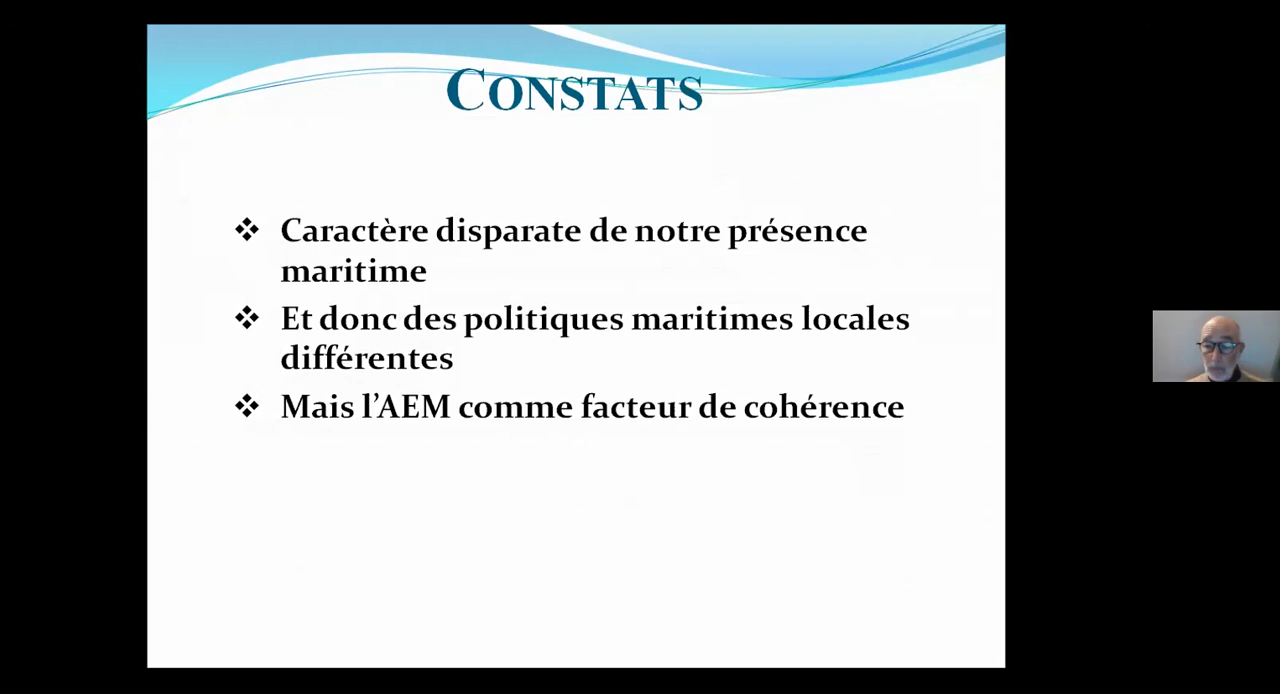 CONSTATS
❖ Caractère disparate de notre présence
maritime
❖ Et donc des politiques maritimes locales
différentes
❖ Mais l’AEM comme facteur de cohérence